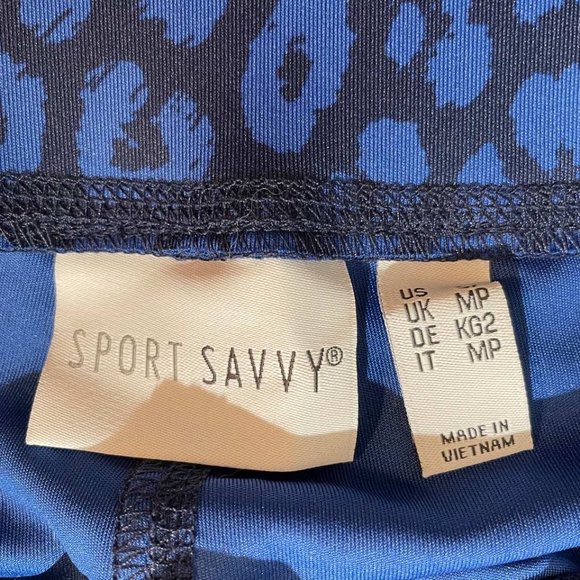 SPORT SAVVY®
US
UK MP
DE KG2
IT MP
MADE IN
VIETNAM